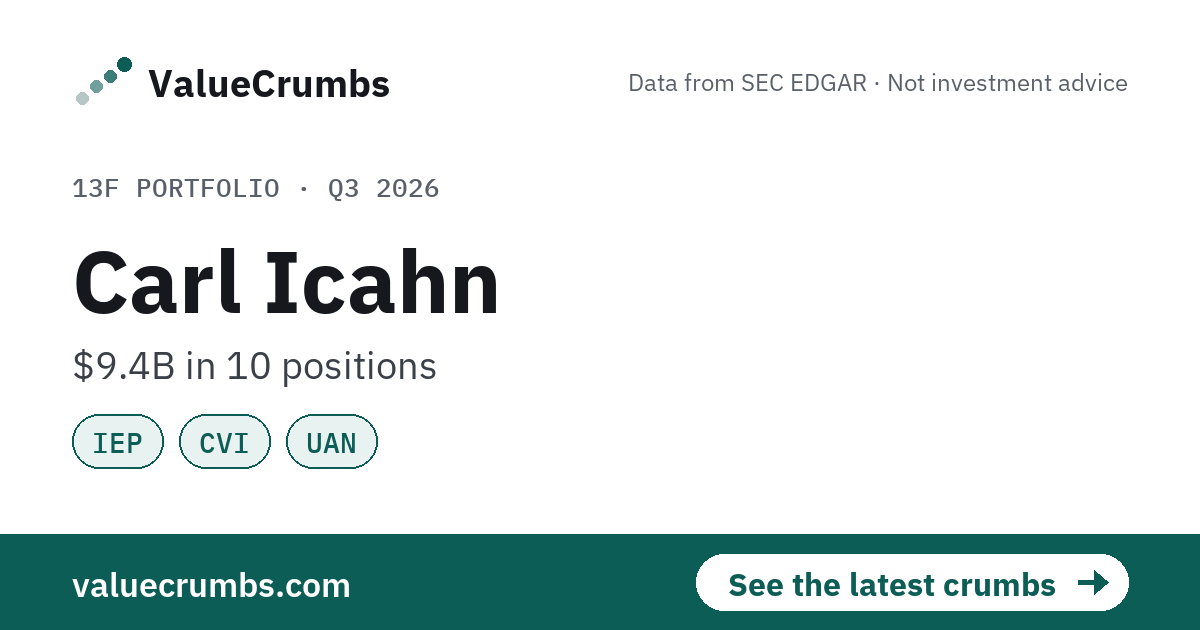 ValueCrumbs
Data from SEC EDGAR · Not investment advice
13F PORTFOLIO · Q3 2026
Carl Icahn
$9.4B in 10 positions
IEP CVI UAN
valuecrumbs.com
See the latest crumbs →